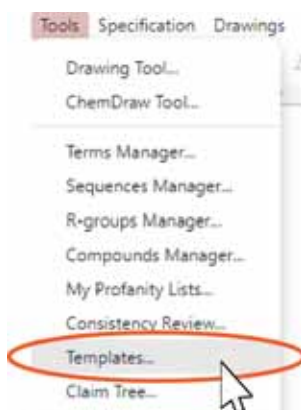 Tools Specification Drawings
Drawing Tool...
ChemDraw Tool...
Terms Manager...
Sequences Manager...
R-groups Manager...
Compounds Manager...
My Profanity Lists...
Consistency Review...
Templates...
Claim Tree...